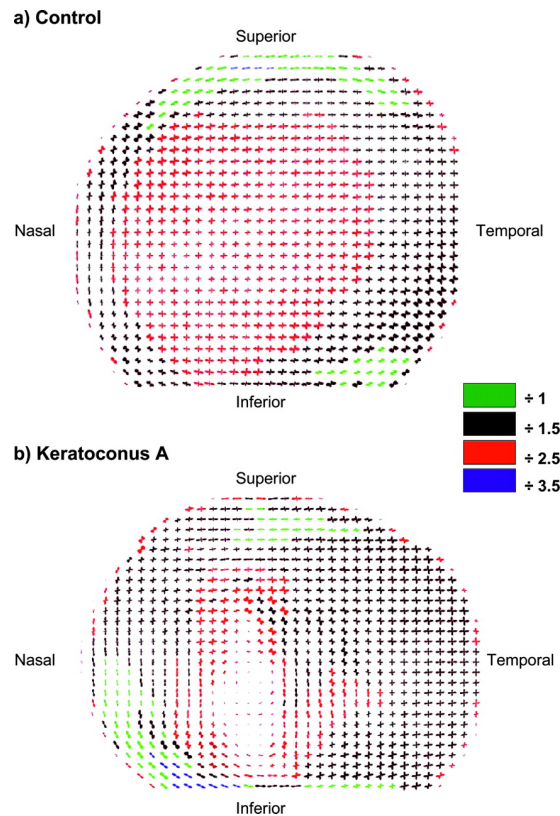 a) Control
Superior
Nasal
Temporal
Inferior
÷ 1
÷ 1.5
÷ 2.5
÷ 3.5
b) Keratoconus A
Superior
Nasal
Temporal
Inferior